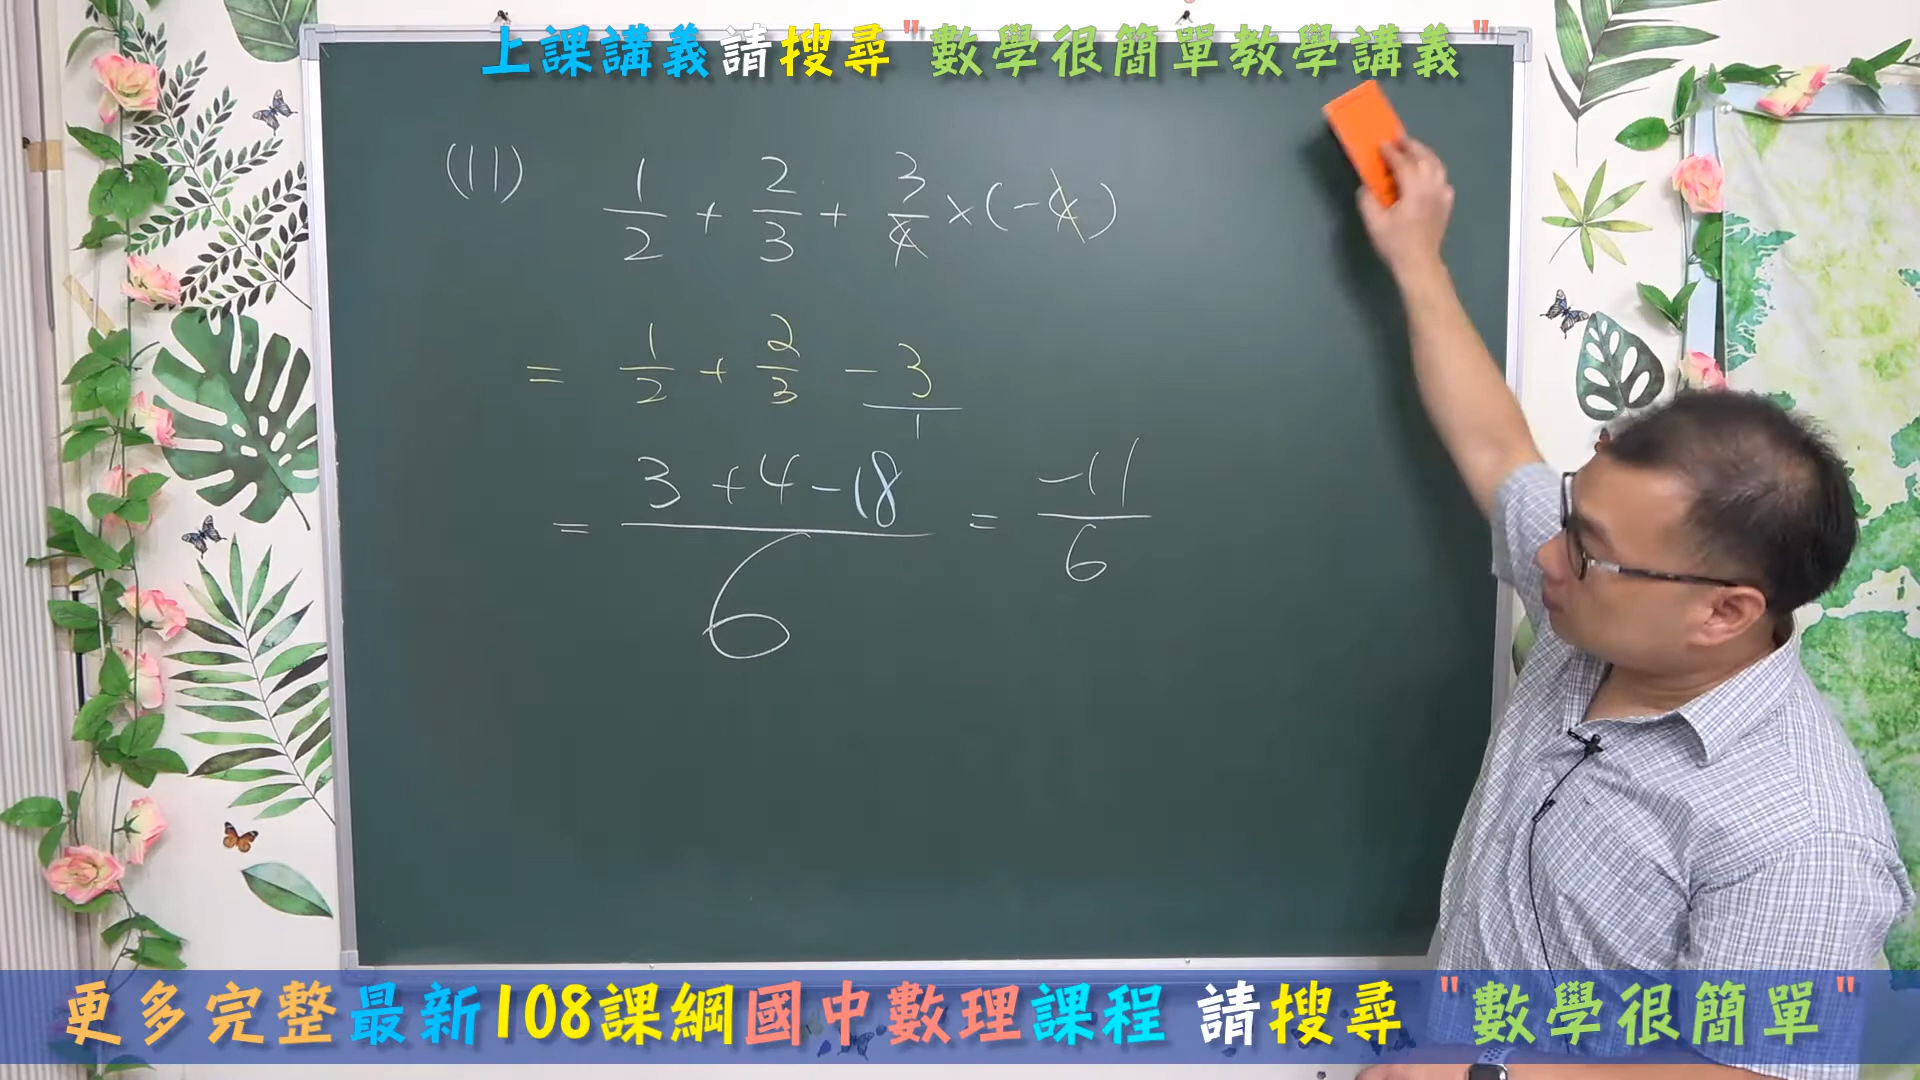 上課講義請搜尋"數學很簡單教學講義"
(11) 1/2 + 2/3 + 3/4 × (-4)
= 1/2 + 2/3 - 3/1
= (3 + 4 - 18)/6 = -11/6
更多完整最新108課綱國中數理課程 請搜尋 "數學很簡單"